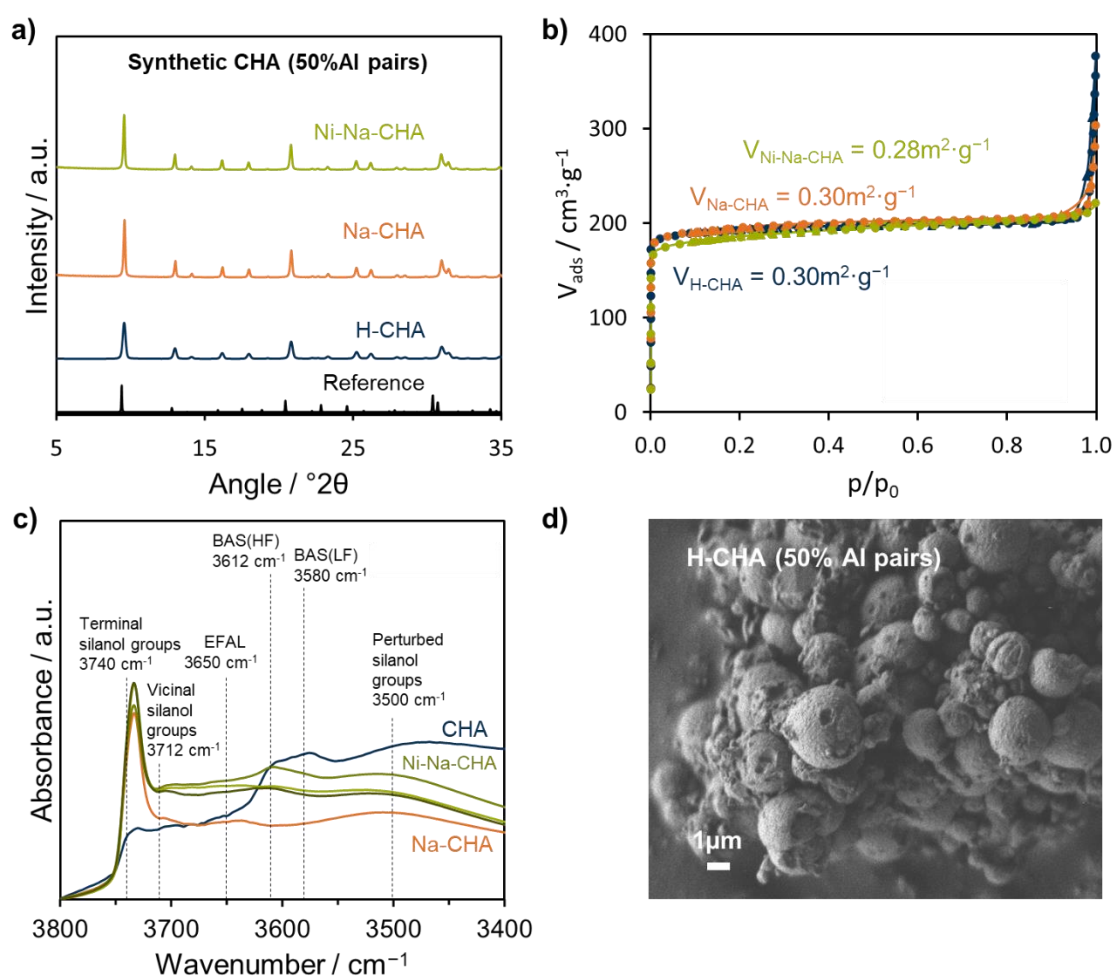 a)
Synthetic CHA (50%Al pairs)
Ni-Na-CHA
Na-CHA
H-CHA
Reference
Intensity / a.u.
5
15
25
35
Angle / °2θ
b)
400
300
200
100
0
V_Ni-Na-CHA = 0.28m²·g⁻¹
V_Na-CHA = 0.30m²·g⁻¹
V_H-CHA = 0.30m²·g⁻¹
V_ads / cm³·g⁻¹
0.0
0.2
0.4
0.6
0.8
1.0
p/p₀
c)
BAS(HF)
3612 cm⁻¹
BAS(LF)
3580 cm⁻¹
Terminal
silanol groups
3740 cm⁻¹
EFAL
3650 cm⁻¹
Vicinal
silanol
groups
3712 cm⁻¹
Perturbed
silanol
groups
3500 cm⁻¹
CHA
Ni-Na-CHA
Na-CHA
Absorbance / a.u.
3800
3700
3600
3500
3400
Wavenumber / cm⁻¹
d)
H-CHA (50% Al pairs)
1μm